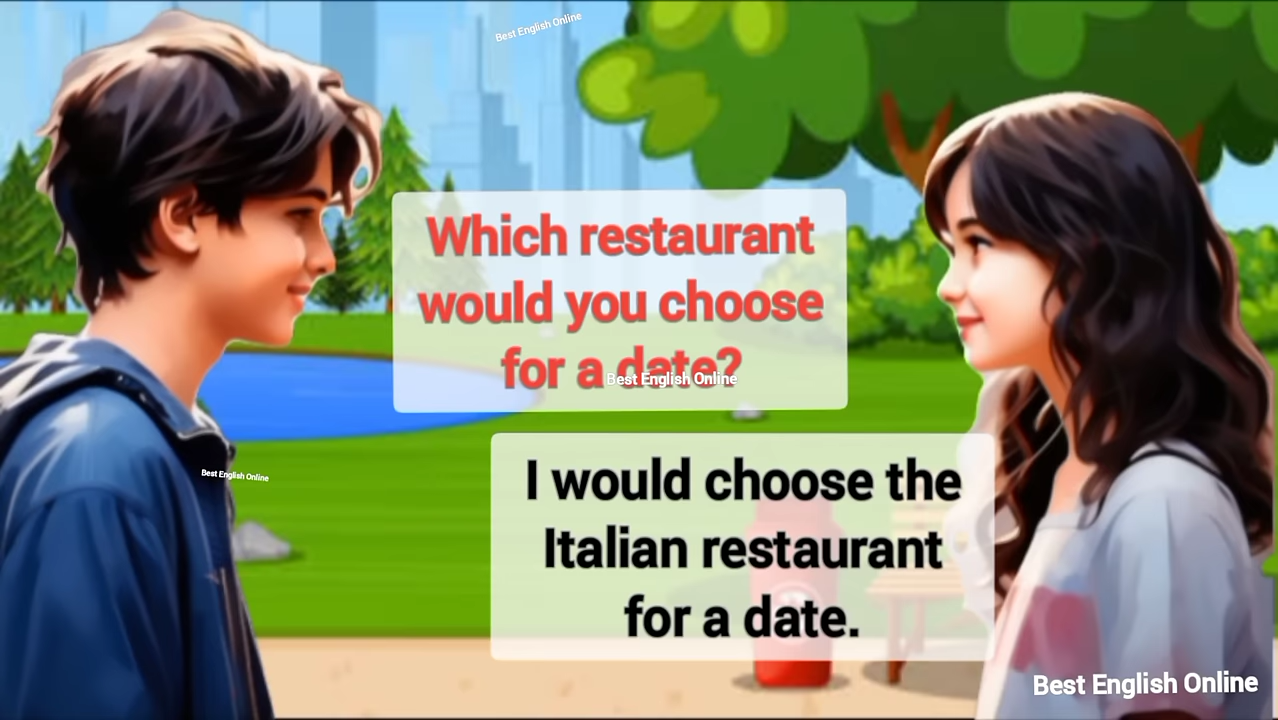 Best English Online
Which restaurant
would you choose
for a date?
Best English Online
I would choose the
Italian restaurant
for a date.
Best English Online
Best English Online